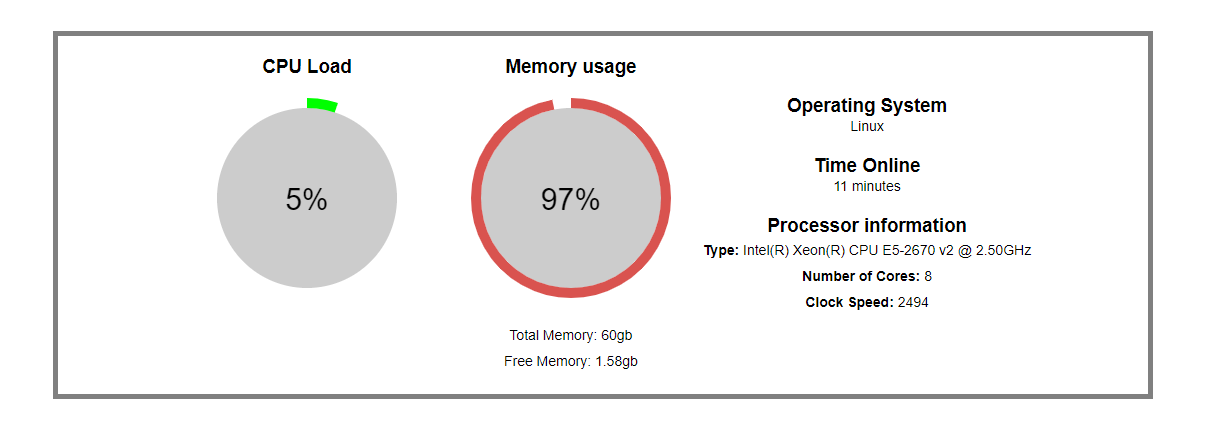 CPU Load
5%
Memory usage
97%
Total Memory: 60gb
Free Memory: 1.58gb
Operating System
Linux
Time Online
11 minutes
Processor information
Type: Intel(R) Xeon(R) CPU E5-2670 v2 @ 2.50GHz
Number of Cores: 8
Clock Speed: 2494